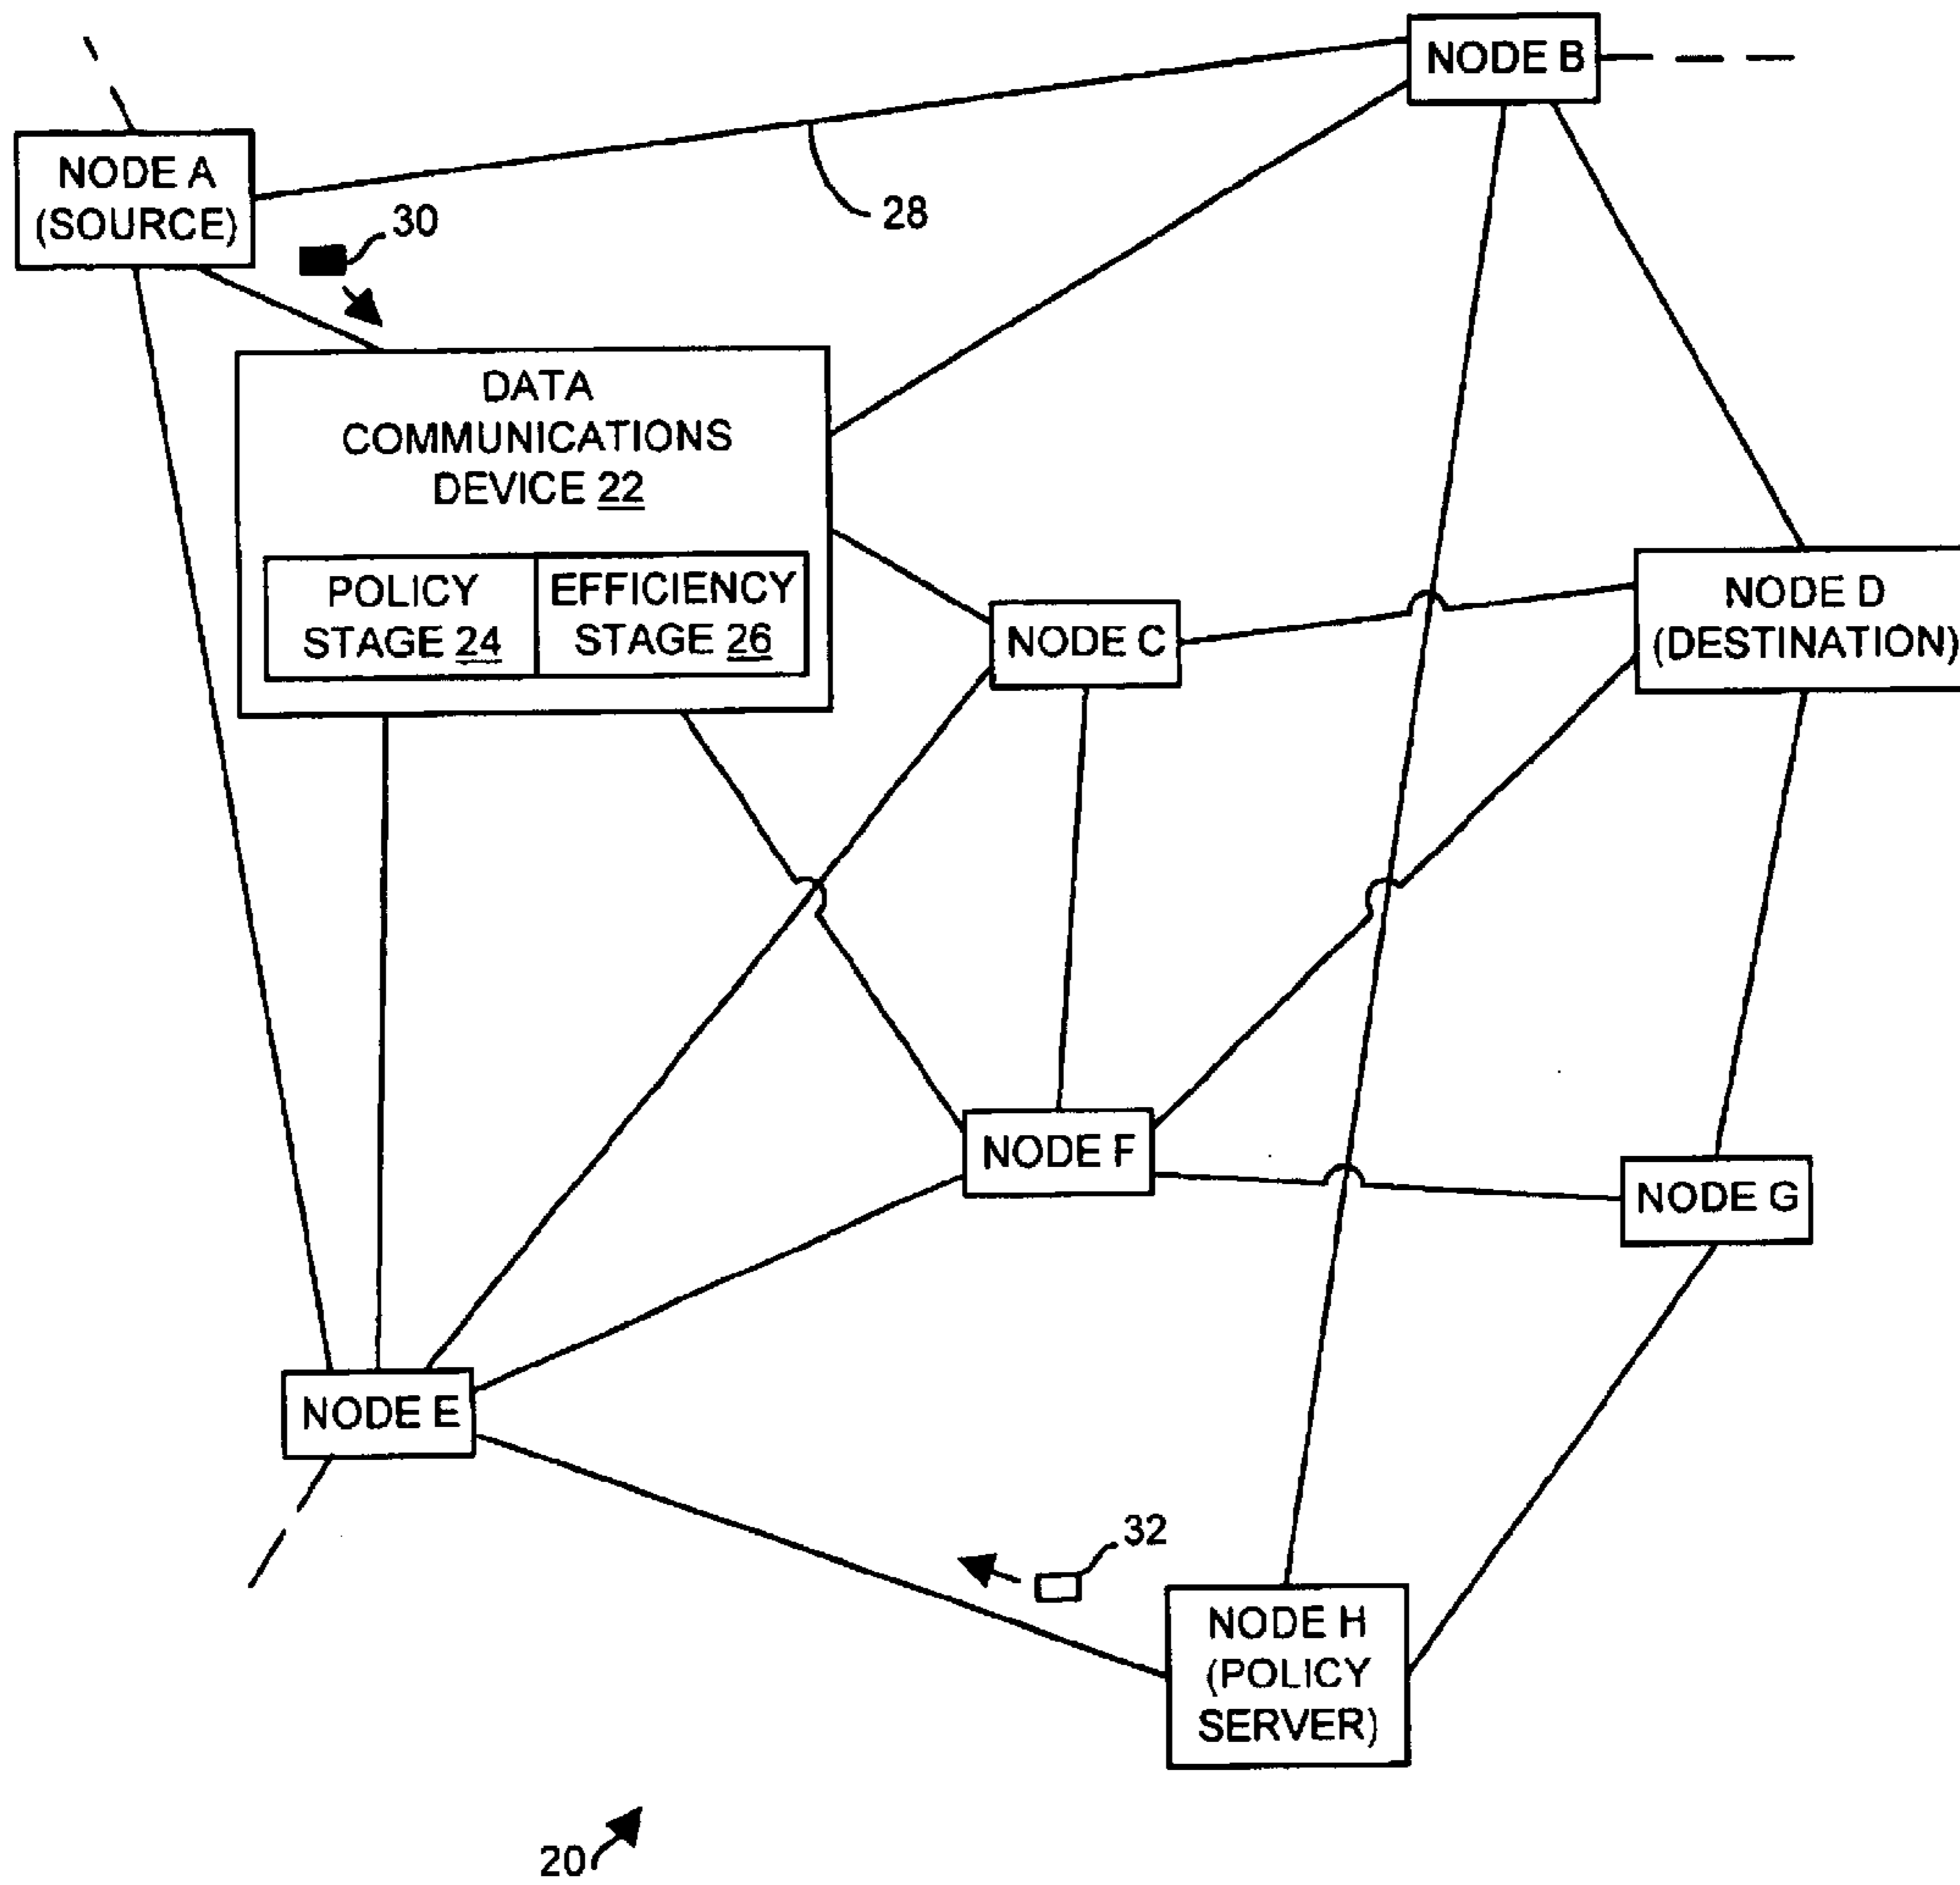 NODE B
NODE A
(SOURCE)
30
28
DATA
COMMUNICATIONS
DEVICE 22
POLICY
STAGE 24
EFFICIENCY
STAGE 26
NODE C
NODE D
(DESTINATION)
NODE F
NODE G
NODE E
32
NODE H
(POLICY
SERVER)
20